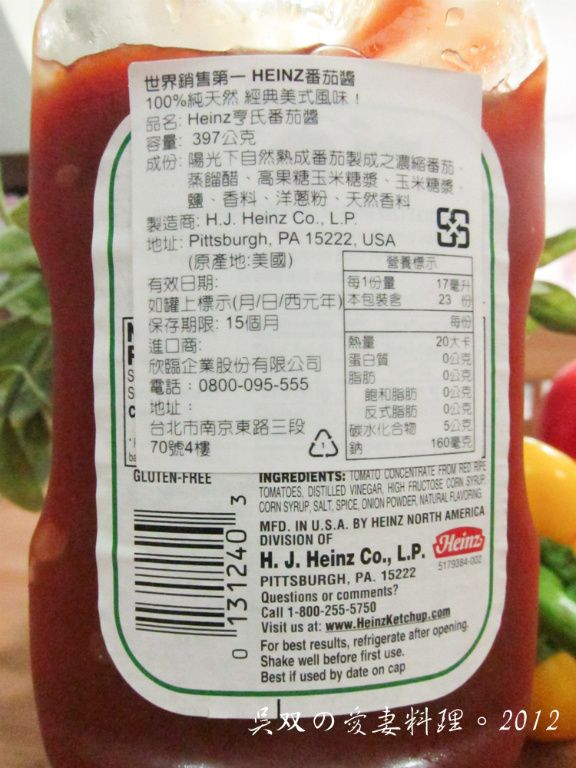 世界銷售第一 HEINZ番茄醬
100%純天然 經典美式風味！
品名: Heinz亨氏番茄醬
容量: 397公克
成份: 陽光下自然熟成番茄製成之濃縮番茄、
蒸餾醋、高果糖玉米糖漿、玉米糖漿、
鹽、香料、洋蔥粉、天然香料
製造商: H.J. Heinz Co., L.P.
地址: Pittsburgh, PA 15222, USA
(原產地:美國)
有效日期:
如罐上標示(月/日/西元年)
保存期限: 15個月
進口商:
欣臨企業股份有限公司
電話：0800-095-555
地址：
台北市南京東路三段
70號4樓
營養標示
每1份量 17毫升
本包裝含 23 份
每份
熱量 20大卡
蛋白質 0公克
脂肪 0公克
飽和脂肪 0公克
反式脂肪 0公克
碳水化合物 5公克
鈉 160毫克
GLUTEN-FREE
0 131240 3
INGREDIENTS: TOMATO CONCENTRATE FROM RED RIPE
TOMATOES, DISTILLED VINEGAR, HIGH FRUCTOSE CORN SYRUP,
CORN SYRUP, SALT, SPICE, ONION POWDER, NATURAL FLAVORING.
MFD. IN U.S.A. BY HEINZ NORTH AMERICA
DIVISION OF
H. J. Heinz Co., L.P.
Heinz
5179384-002
PITTSBURGH, PA. 15222
Questions or comments?
Call 1-800-255-5750
Visit us at: www.HeinzKetchup.com
For best results, refrigerate after opening.
Shake well before first use.
Best if used by date on cap
吳双の愛妻料理。2012